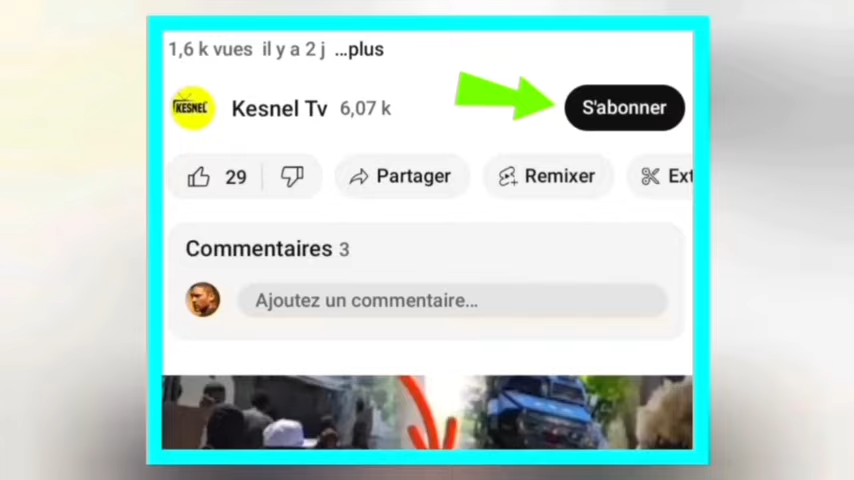 1,6 k vues il y a 2 j ...plus
KESNEL
Kesnel Tv 6,07 k
S'abonner
29
Partager
Remixer
Ext
Commentaires 3
Ajoutez un commentaire...